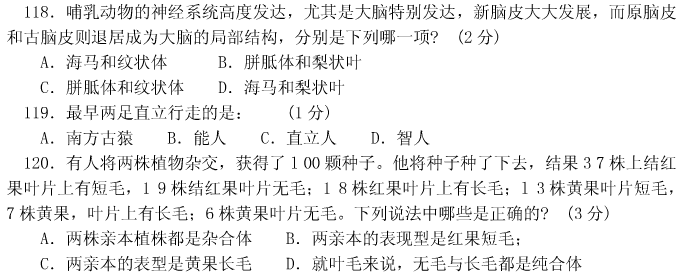 118．哺乳动物的神经系统高度发达，尤其是大脑特别发达，新脑皮大大发展，而原脑皮
和古脑皮则退居成为大脑的局部结构，分别是下列哪一项？（2 分）
A．海马和纹状体 B．胼胝体和梨状叶
C．胼胝体和纹状体 D．海马和梨状叶
119．最早两足直立行走的是： （1 分）
A．南方古猿 B．能人 C．直立人 D．智人
120．有人将两株植物杂交，获得了 l 00 颗种子。他将种子种了下去，结果 3 7 株上结红
果叶片上有短毛，l 9 株结红果叶片无毛；l 8 株红果叶片上有长毛；l 3 株黄果叶片短毛，
7 株黄果，叶片上有长毛；6 株黄果叶片无毛。下列说法中哪些是正确的？（3 分）
A．两株亲本植株都是杂合体 B．两亲本的表现型是红果短毛；
C．两亲本的表型是黄果长毛 D．就叶毛来说，无毛与长毛都是纯合体